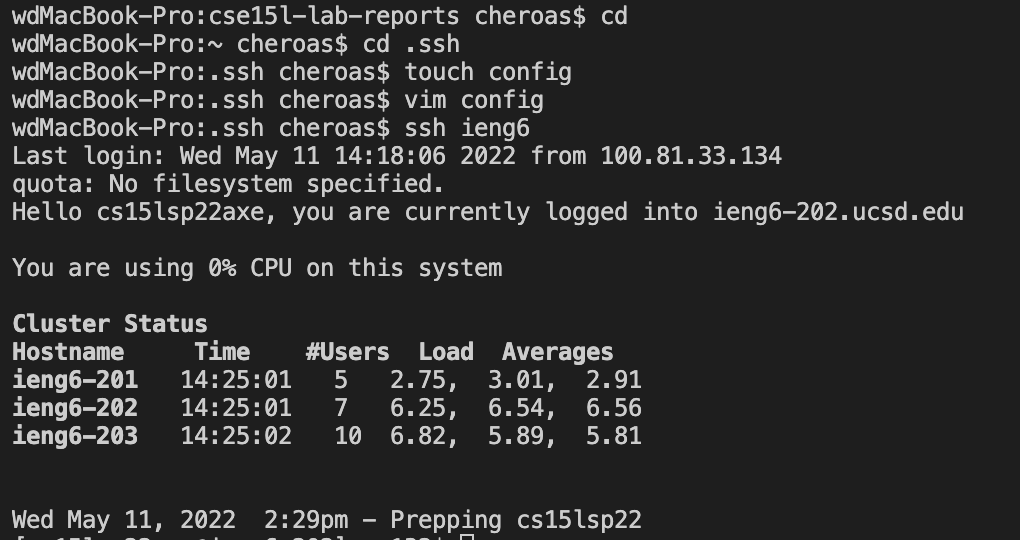 wdMacBook-Pro:cse15l-lab-reports cheroas$ cd
wdMacBook-Pro:~ cheroas$ cd .ssh
wdMacBook-Pro:.ssh cheroas$ touch config
wdMacBook-Pro:.ssh cheroas$ vim config
wdMacBook-Pro:.ssh cheroas$ ssh ieng6
Last login: Wed May 11 14:18:06 2022 from 100.81.33.134
quota: No filesystem specified.
Hello cs15lsp22axe, you are currently logged into ieng6-202.ucsd.edu
You are using 0% CPU on this system
Cluster Status
Hostname     Time    #Users  Load  Averages
ieng6-201   14:25:01   5   2.75,  3.01,  2.91
ieng6-202   14:25:01   7   6.25,  6.54,  6.56
ieng6-203   14:25:02   10  6.82,  5.89,  5.81
Wed May 11, 2022  2:29pm - Prepping cs15lsp22